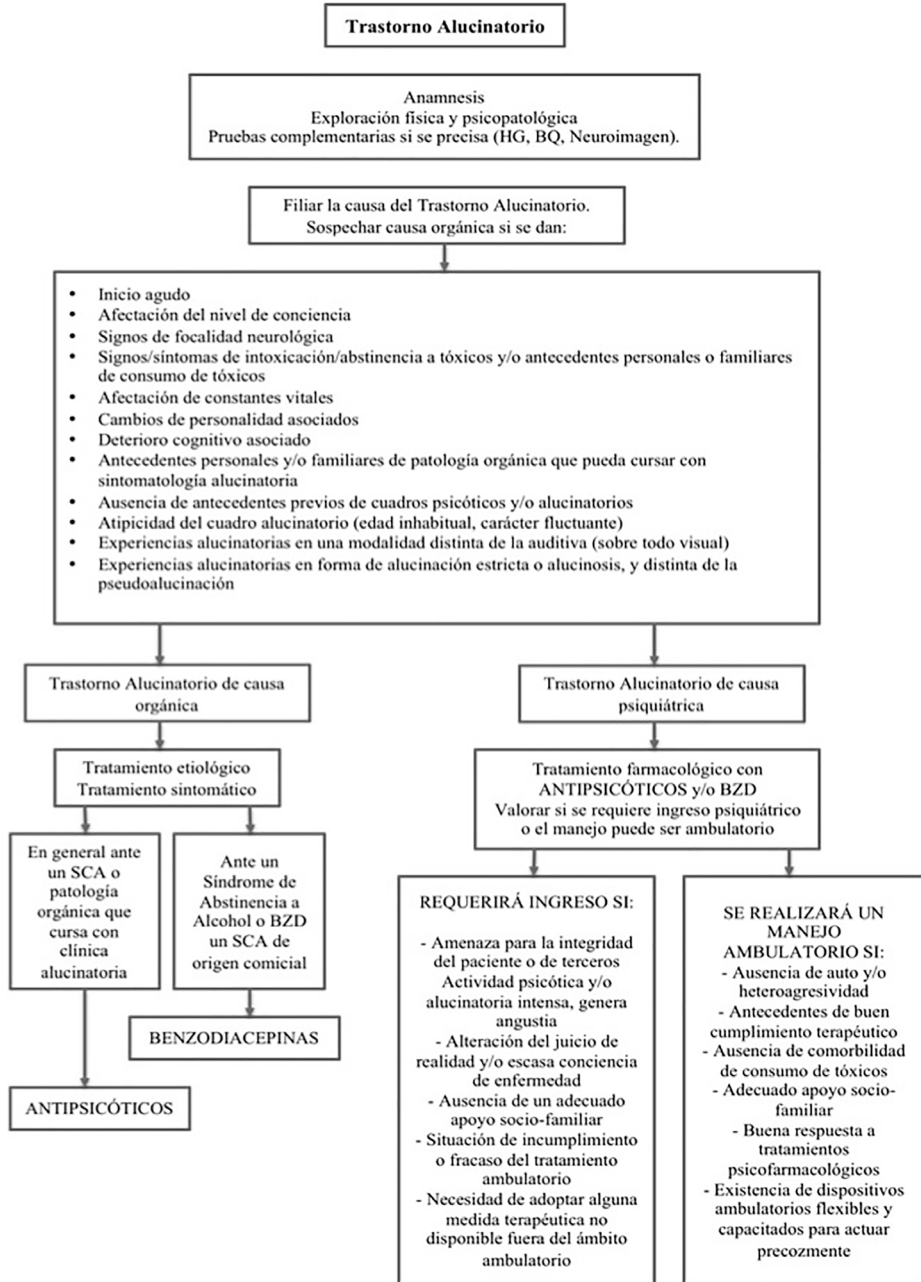 Trastorno Alucinatorio
Anamnesis
Exploración física y psicopatológica
Pruebas complementarias si se precisa (HG, BQ, Neuroimagen).
Filiar la causa del Trastorno Alucinatorio.
Sospechar causa orgánica si se dan:
• Inicio agudo
• Afectación del nivel de conciencia
• Signos de focalidad neurológica
• Signos/síntomas de intoxicación/abstinencia a tóxicos y/o antecedentes personales o familiares
de consumo de tóxicos
• Afectación de constantes vitales
• Cambios de personalidad asociados
• Deterioro cognitivo asociado
• Antecedentes personales y/o familiares de patología orgánica que pueda cursar con
sintomatología alucinatoria
• Ausencia de antecedentes previos de cuadros psicóticos y/o alucinatorios
• Atipicidad del cuadro alucinatorio (edad inhabitual, carácter fluctuante)
• Experiencias alucinatorias en una modalidad distinta de la auditiva (sobre todo visual)
• Experiencias alucinatorias en forma de alucinación estricta o alucinosis, y distinta de la
pseudoalucinación
Trastorno Alucinatorio de causa
orgánica
Tratamiento etiológico
Tratamiento sintomático
En general ante
un SCA o
patología
orgánica que
cursa con
clínica
alucinatoria
ANTIPSICÓTICOS
Ante un
Síndrome de
Abstinencia a
Alcohol o BZD
un SCA de
origen comicial
BENZODIACEPINAS
Trastorno Alucinatorio de causa
psiquiátrica
Tratamiento farmacológico con
ANTIPSICÓTICOS y/o BZD
Valorar si se requiere ingreso psiquiátrico
o el manejo puede ser ambulatorio
REQUERIRÁ INGRESO SI:
- Amenaza para la integridad
del paciente o de terceros
Actividad psicótica y/o
alucinatoria intensa, genera
angustia
- Alteración del juicio de
realidad y/o escasa conciencia
de enfermedad
- Ausencia de un adecuado
apoyo socio-familiar
- Situación de incumplimiento
o fracaso del tratamiento
ambulatorio
- Necesidad de adoptar alguna
medida terapéutica no
disponible fuera del ámbito
ambulatorio
SE REALIZARÁ UN
MANEJO
AMBULATORIO SI:
- Ausencia de auto y/o
heteroagresividad
- Antecedentes de buen
cumplimiento terapéutico
- Ausencia de comorbilidad
de consumo de tóxicos
- Adecuado apoyo socio-
familiar
- Buena respuesta a
tratamientos
psicofarmacológicos
- Existencia de dispositivos
ambulatorios flexibles y
capacitados para actuar
precozmente